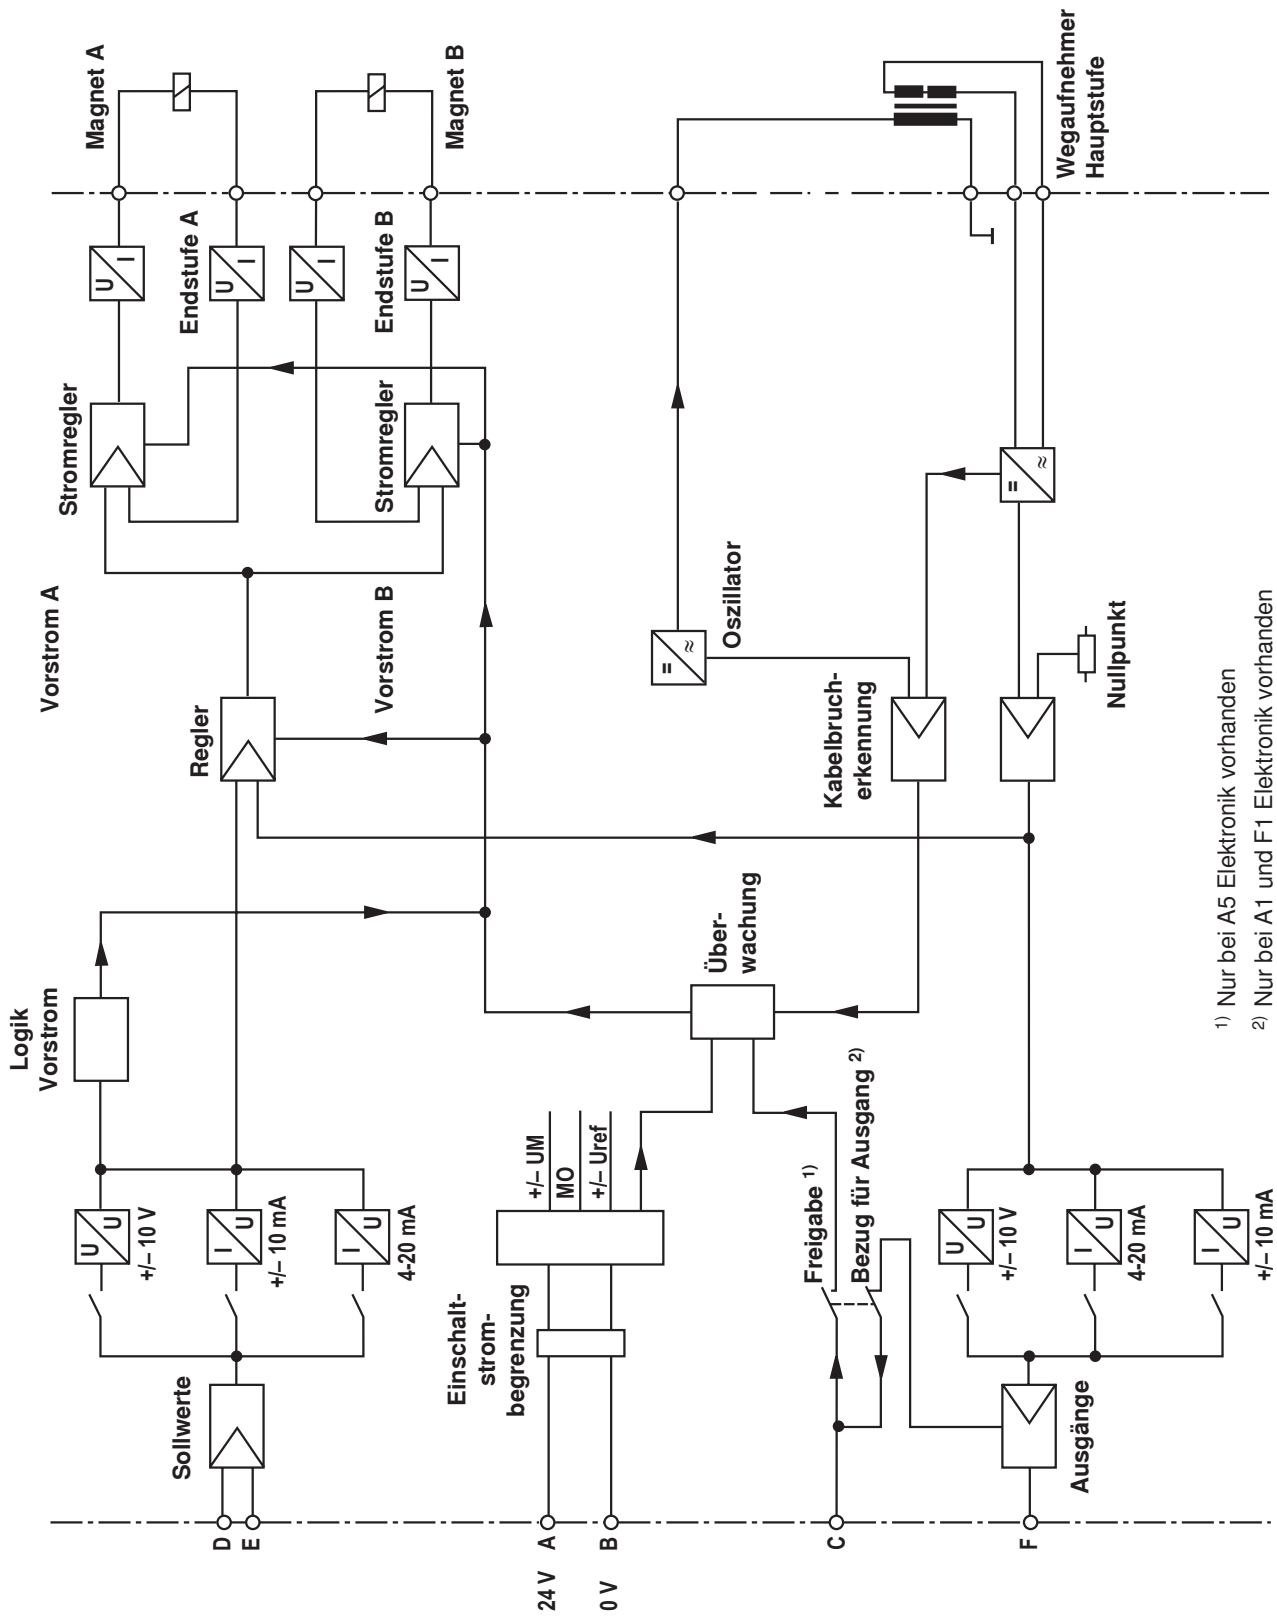 Magnet A
Endstufe A
Magnet B
Endstufe B
U
I
U
I
U
I
U
I
Stromregler
Stromregler
Vorstrom A
Vorstrom B
Regler
Logik
Vorstrom
Sollwerte
U
U
+/– 10 V
I
U
+/– 10 mA
I
U
4-20 mA
D
E
Einschalt-
strom-
begrenzung
+/– UM
MO
+/– Uref
24 V
A
0 V
B
Über-
wachung
Freigabe 1)
Bezug für Ausgang 2)
C
Wegaufnehmer
Hauptstufe
=
≈
Oszillator
Kabelbruch-
erkennung
=
≈
Nullpunkt
U
U
+/– 10 V
I
U
4-20 mA
I
U
+/– 10 mA
Ausgänge
F
1) Nur bei A5 Elektronik vorhanden
2) Nur bei A1 und F1 Elektronik vorhanden